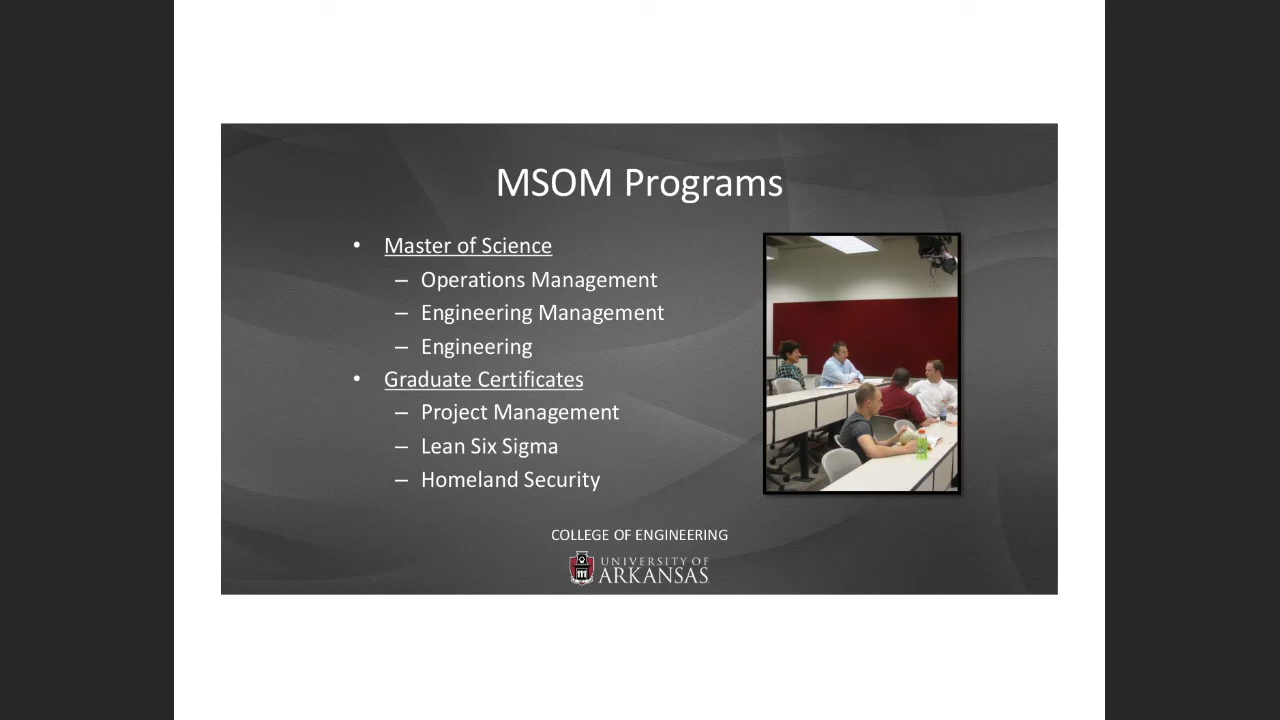 MSOM Programs
• Master of Science
– Operations Management
– Engineering Management
– Engineering
• Graduate Certificates
– Project Management
– Lean Six Sigma
– Homeland Security
COLLEGE OF ENGINEERING
UNIVERSITY OF
ARKANSAS